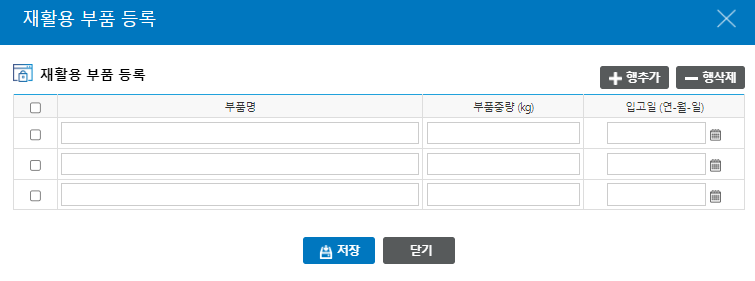 재활용 부품 등록
재활용 부품 등록
행추가 행삭제
부품명 부품중량 (kg) 입고일 (연-월-일)
저장 닫기